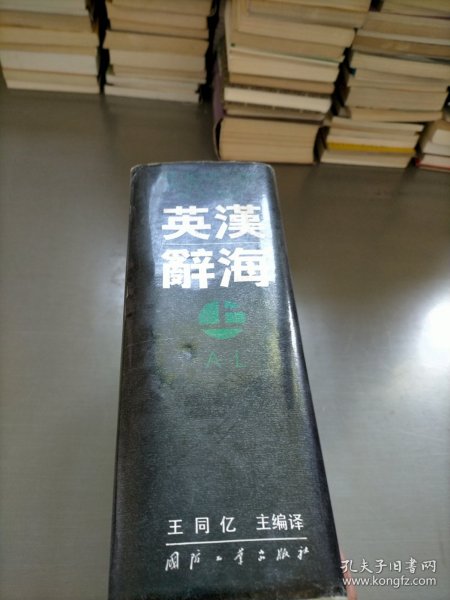 英漢
辭海
上
A-L
王同亿 主编译
国防工业出版社
孔夫子旧书网
www.kongfz.com